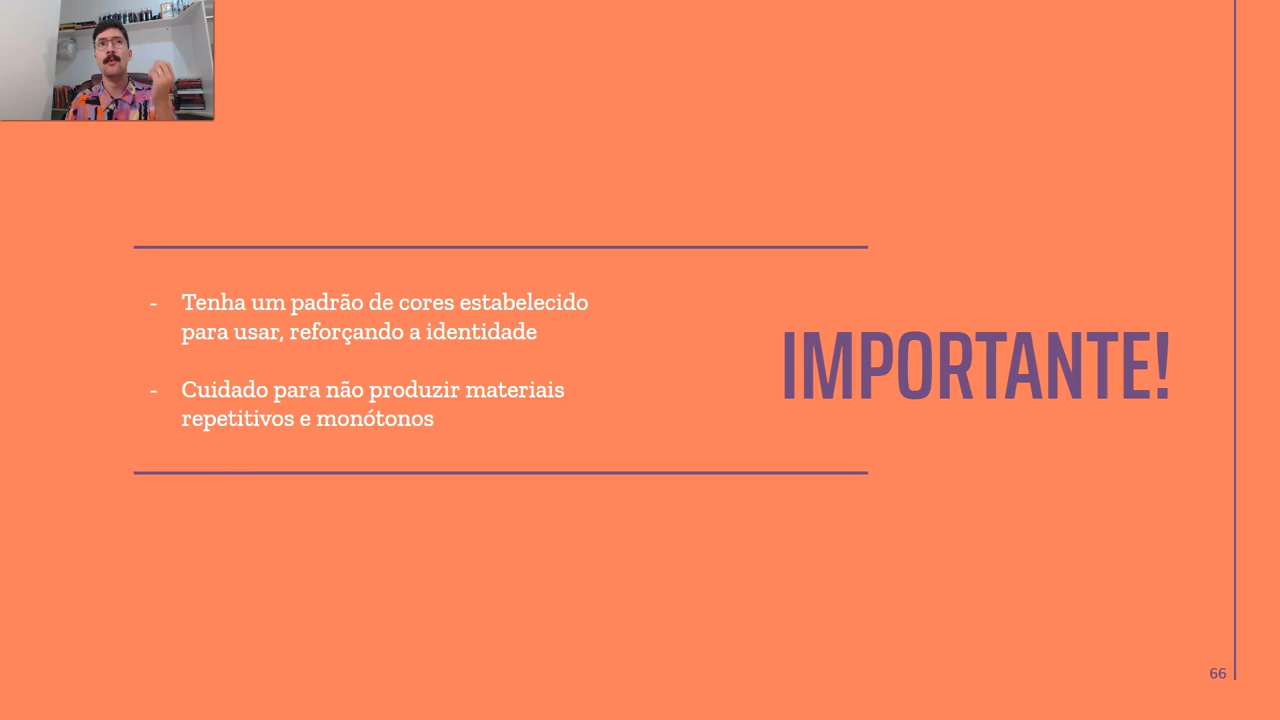 - Tenha um padrão de cores estabelecido
para usar, reforçando a identidade
- Cuidado para não produzir materiais
repetitivos e monótonos
IMPORTANTE!
66